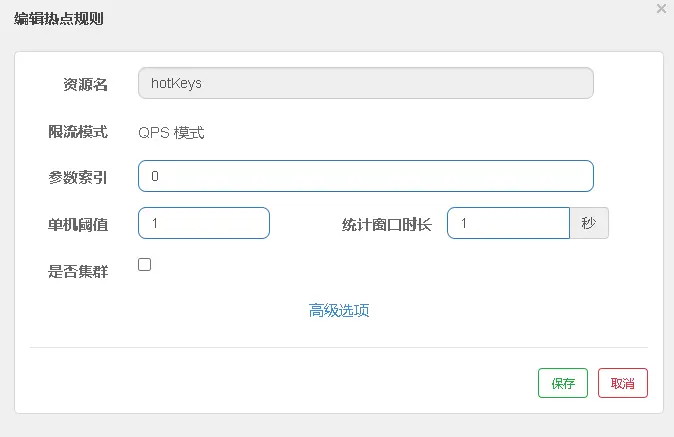 编辑热点规则
×
资源名 hotKeys
限流模式 QPS 模式
参数索引 0
单机阈值 1 统计窗口时长 1 秒
是否集群
高级选项
保存 取消